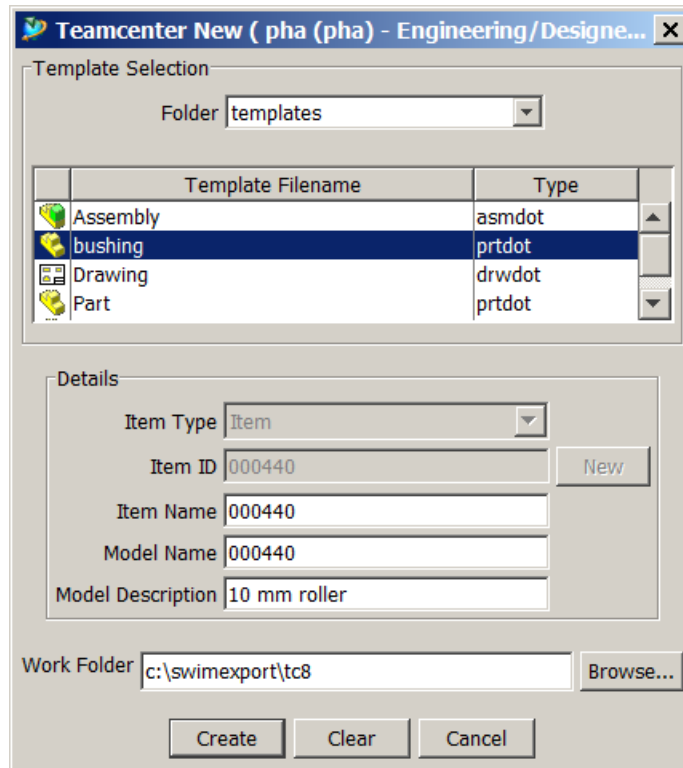 Teamcenter New ( pha (pha) - Engineering/Designe...
Template Selection
Folder templates
Template Filename Type
Assembly asmdot
bushing prtdot
Drawing drwdot
Part prtdot
Details
Item Type Item
Item ID 000440 New
Item Name 000440
Model Name 000440
Model Description 10 mm roller
Work Folder c:\swimexport\tc8 Browse...
Create Clear Cancel